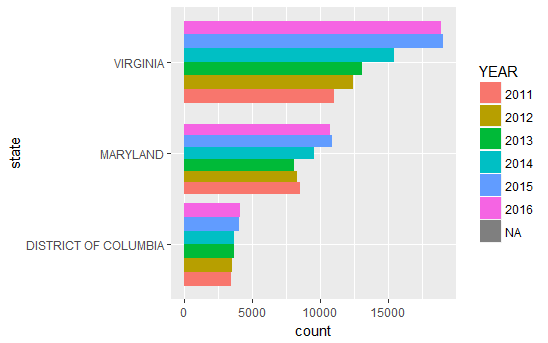 state
VIRGINIA
MARYLAND
DISTRICT OF COLUMBIA
0 5000 10000 15000
count
YEAR
2011
2012
2013
2014
2015
2016
NA